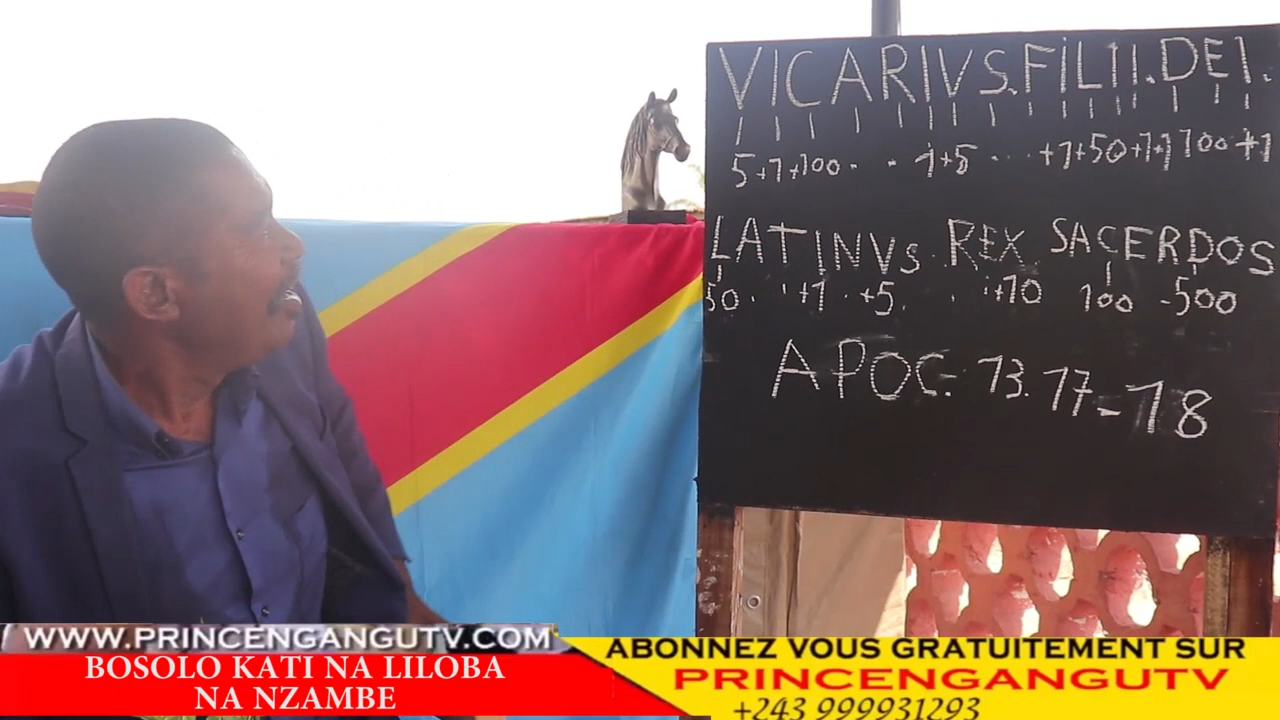 VICARIVS.FILII.DEI.
5+1+100. . . 1+5 . . . +1+50+1+1 100 +1
LATINVs. REX SACERDOS
50. . +1 . +5. . . +10 100 -500
APOC. 13. 17-18
WWW.PRINCENGANGUTV.COM
BOSOLO KATI NA LILOBA
NA NZAMBE
ABONNEZ VOUS GRATUITEMENT SUR
PRINCENGANGUTV
+243 999931293